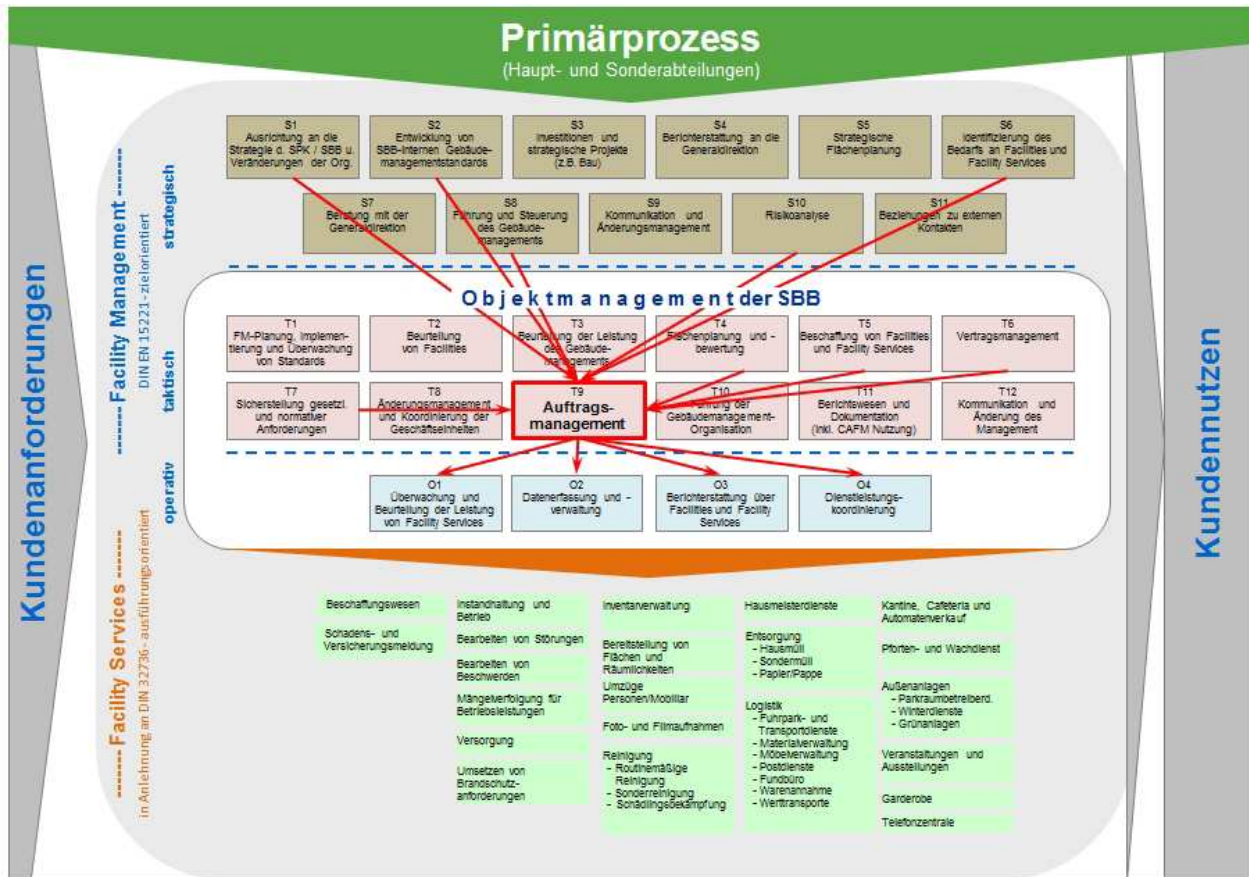 Primärprozess
(Haupt- und Sonderabteilungen)
Kundenanforderungen
------- Facility Management -------
DIN EN 15221 - zielorientiert
strategisch
taktisch
operativ
------ Facility Services ------
in Anlehnung an DIN 32736 - ausführungsorientiert
S1
Ausrichtung an die
Strategie d. SPK / SBB u.
Veränderungen der Org.
S2
Entwicklung von
SBB-internen Gebäude-
managementstandards
S3
Investitionen und
strategische Projekte
(z.B. Bau)
S4
Berichterstattung an die
Generaldirektion
S5
Strategische
Flächenplanung
S6
Identifizierung des
Bedarfs an Facilities und
Facility Services
S7
Beratung mit der
Generaldirektion
S8
Führung und Steuerung
des Gebäude-
managements
S9
Kommunikation und
Änderungsmanagement
S10
Risikoanalyse
S11
Beziehungen zu externen
Kontakten
Objektmanagement der SBB
T1
FM-Planung, Implemen-
tierung und Überwachung
von Standards
T2
Beurteilung
von Facilities
T3
Beurteilung der Leistung
des Gebäude-
managements
T4
Flächenplanung und -
bewertung
T5
Beschaffung von Facilities
und Facility Services
T6
Vertragsmanagement
T7
Sicherstellung gesetzl.
und normativer
Anforderungen
T8
Änderungsmanagement
und Koordinierung der
Geschäftseinheiten
T9
Auftrags-
management
T10
Führung der
Gebäudemanagement-
Organisation
T11
Berichtswesen und
Dokumentation
(inkl. CAFM Nutzung)
T12
Kommunikation und
Änderung des
Management
O1
Überwachung und
Beurteilung der Leistung
von Facility Services
O2
Datenerfassung und -
verwaltung
O3
Berichterstattung über
Facilities und Facility
Services
O4
Dienstleistungs-
koordinierung
Beschaffungswesen
Schadens- und
Versicherungsmeldung
Instandhaltung und
Betrieb
Bearbeiten von Störungen
Bearbeiten von
Beschwerden
Mängelverfolgung für
Betriebsleistungen
Versorgung
Umsetzen von
Brandschutz-
anforderungen
Inventarverwaltung
Bereitstellung von
Flächen und
Räumlichkeiten
Umzüge
Personen/Mobiliar
Foto- und Filmaufnahmen
Reinigung
- Routinemäßige
Reinigung
- Sonderreinigung
- Schädlingsbekämpfung
Hausmeisterdienste
Entsorgung
- Hausmüll
- Sondermüll
- Papier/Pappe
Logistik
- Fuhrpark- und
Transportdienste
- Materialverwaltung
- Möbelverwaltung
- Postdienste
- Fundbüro
- Warenannahme
- Werttransporte
Kantine, Cafeteria und
Automatenverkauf
Pforten- und Wachdienst
Außenanlagen
- Parkraumbetreiberd.
- Winterdienste
- Grünanlagen
Veranstaltungen und
Ausstellungen
Garderobe
Telefonzentrale
Kundennutzen